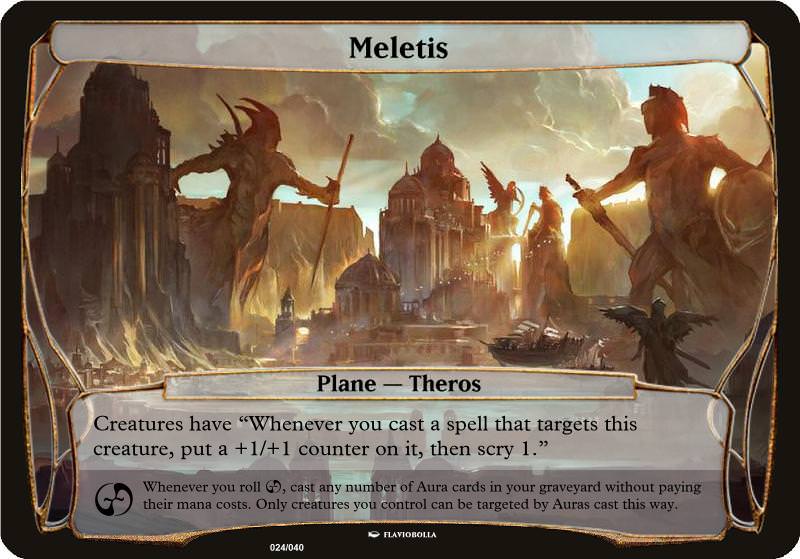 Meletis
Plane — Theros
Creatures have “Whenever you cast a spell that targets this
creature, put a +1/+1 counter on it, then scry 1.”
Whenever you roll , cast any number of Aura cards in your graveyard without paying
their mana costs. Only creatures you control can be targeted by Auras cast this way.
FLAVIOBOLLA
024/040